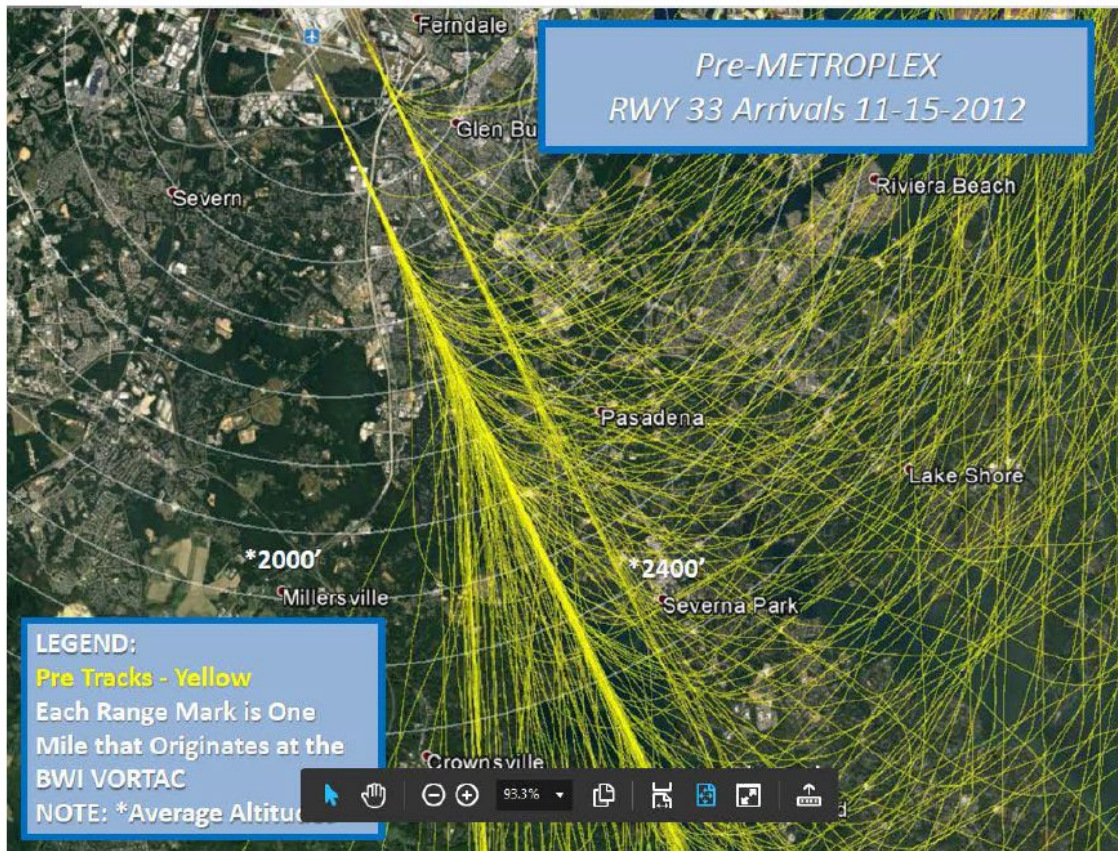 Ferndale
Pre-METROPLEX
RWY 33 Arrivals 11-15-2012
Glen Bu
Severn
Riviera Beach
Pasadena
Lake Shore
*2000'
*2400'
Millersville
Severna Park
LEGEND:
Pre Tracks - Yellow
Each Range Mark is One
Mile that Originates at the
BWI VORTAC
NOTE: *Average
Crownsville
93.3%